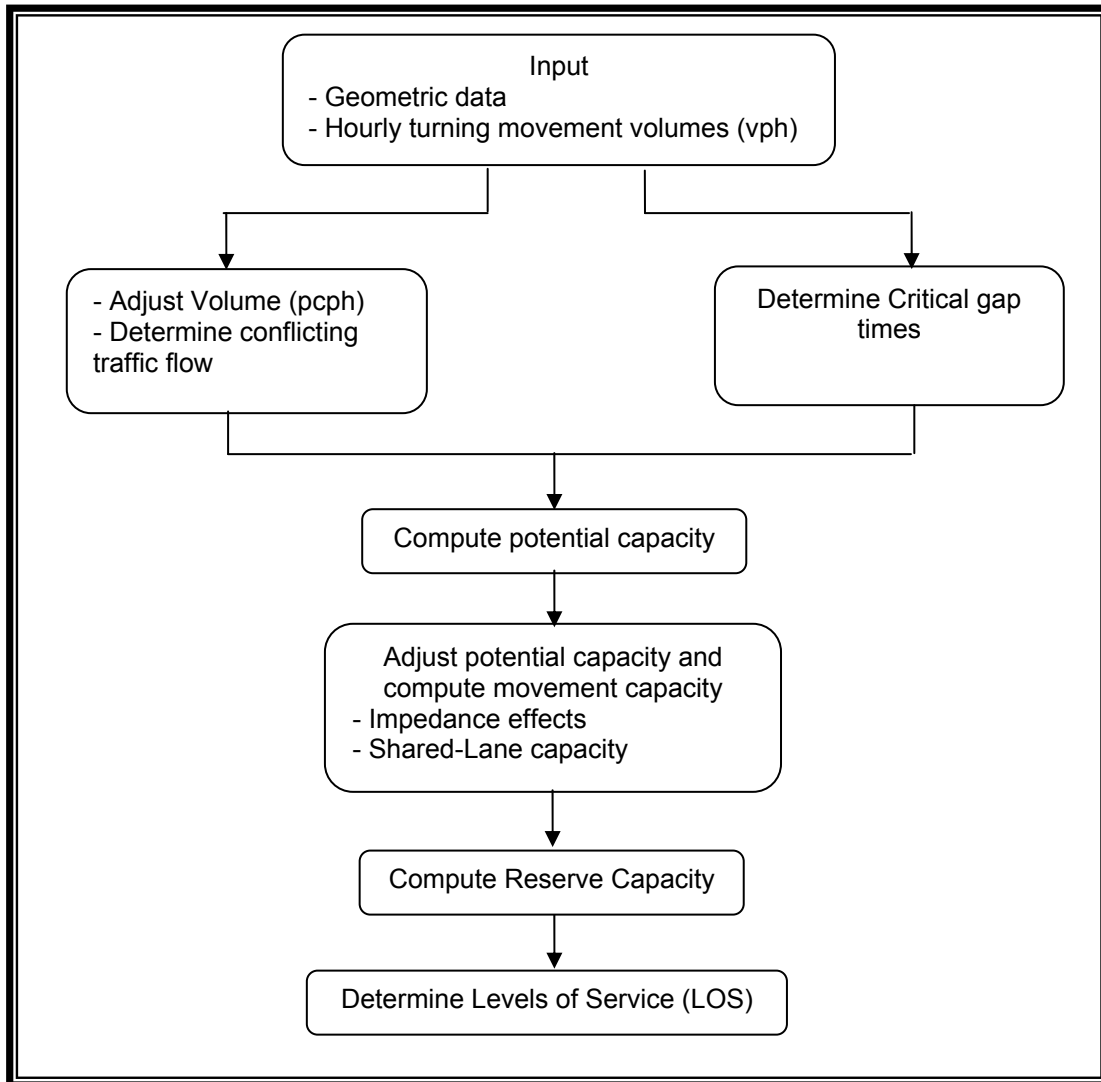 Input
- Geometric data
- Hourly turning movement volumes (vph)
- Adjust Volume (pcph)
- Determine conflicting
traffic flow
Determine Critical gap
times
Compute potential capacity
Adjust potential capacity and
compute movement capacity
- Impedance effects
- Shared-Lane capacity
Compute Reserve Capacity
Determine Levels of Service (LOS)